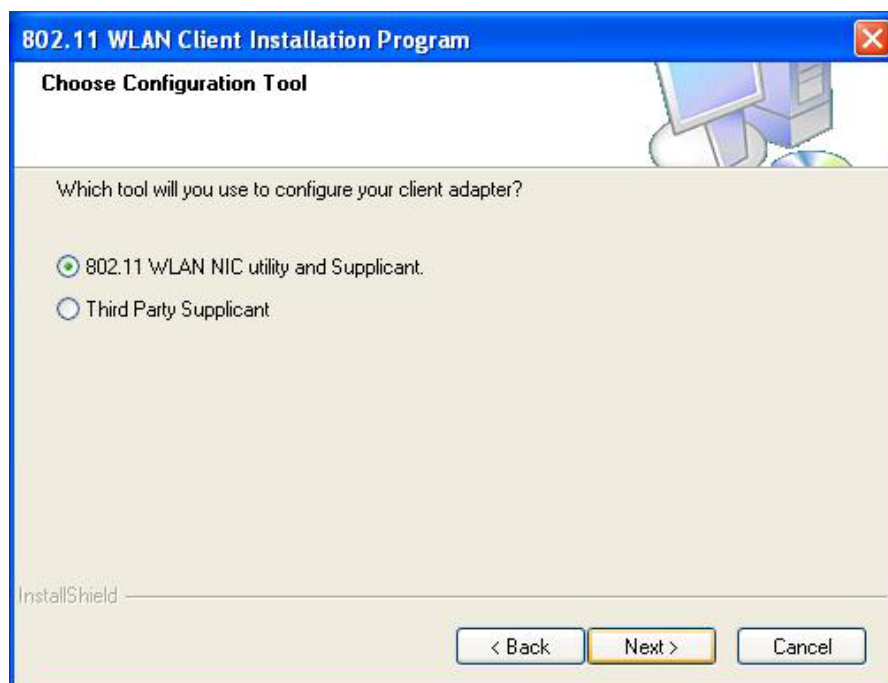 802.11 WLAN Client Installation Program
Choose Configuration Tool
Which tool will you use to configure your client adapter?
802.11 WLAN NIC utility and Supplicant.
Third Party Supplicant
InstallShield
< Back Next > Cancel